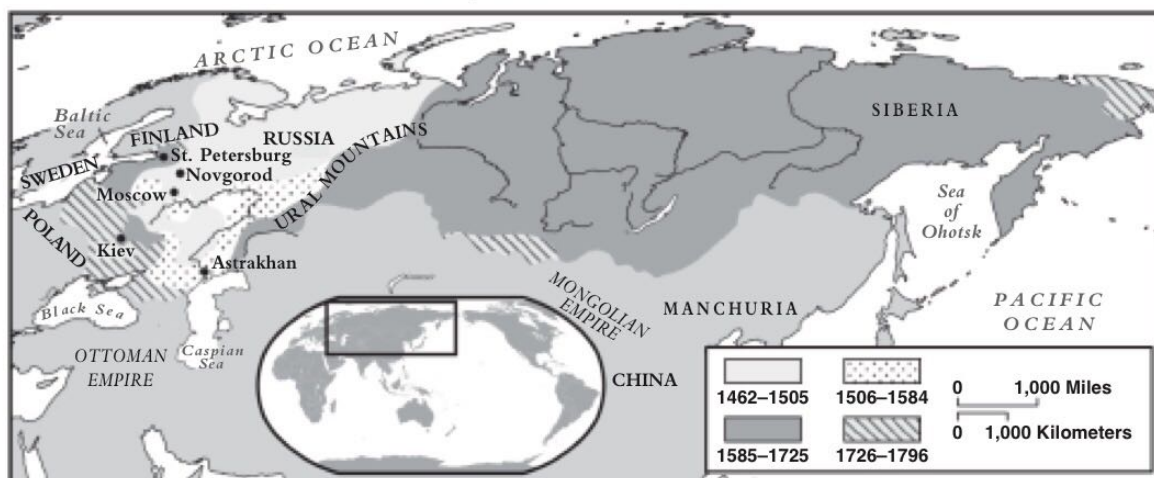 ARCTIC OCEAN
Baltic
Sea
FINLAND
RUSSIA
SIBERIA
SWEDEN
St. Petersburg
Novgorod
Moscow
URAL MOUNTAINS
POLAND
Kiev
Astrakhan
Sea
of
Ohotsk
Black Sea
Caspian
Sea
OTTOMAN
EMPIRE
MONGOLIAN
EMPIRE
MANCHURIA
PACIFIC
OCEAN
CHINA
1462–1505
1506–1584
1585–1725
1726–1796
0 1,000 Miles
0 1,000 Kilometers